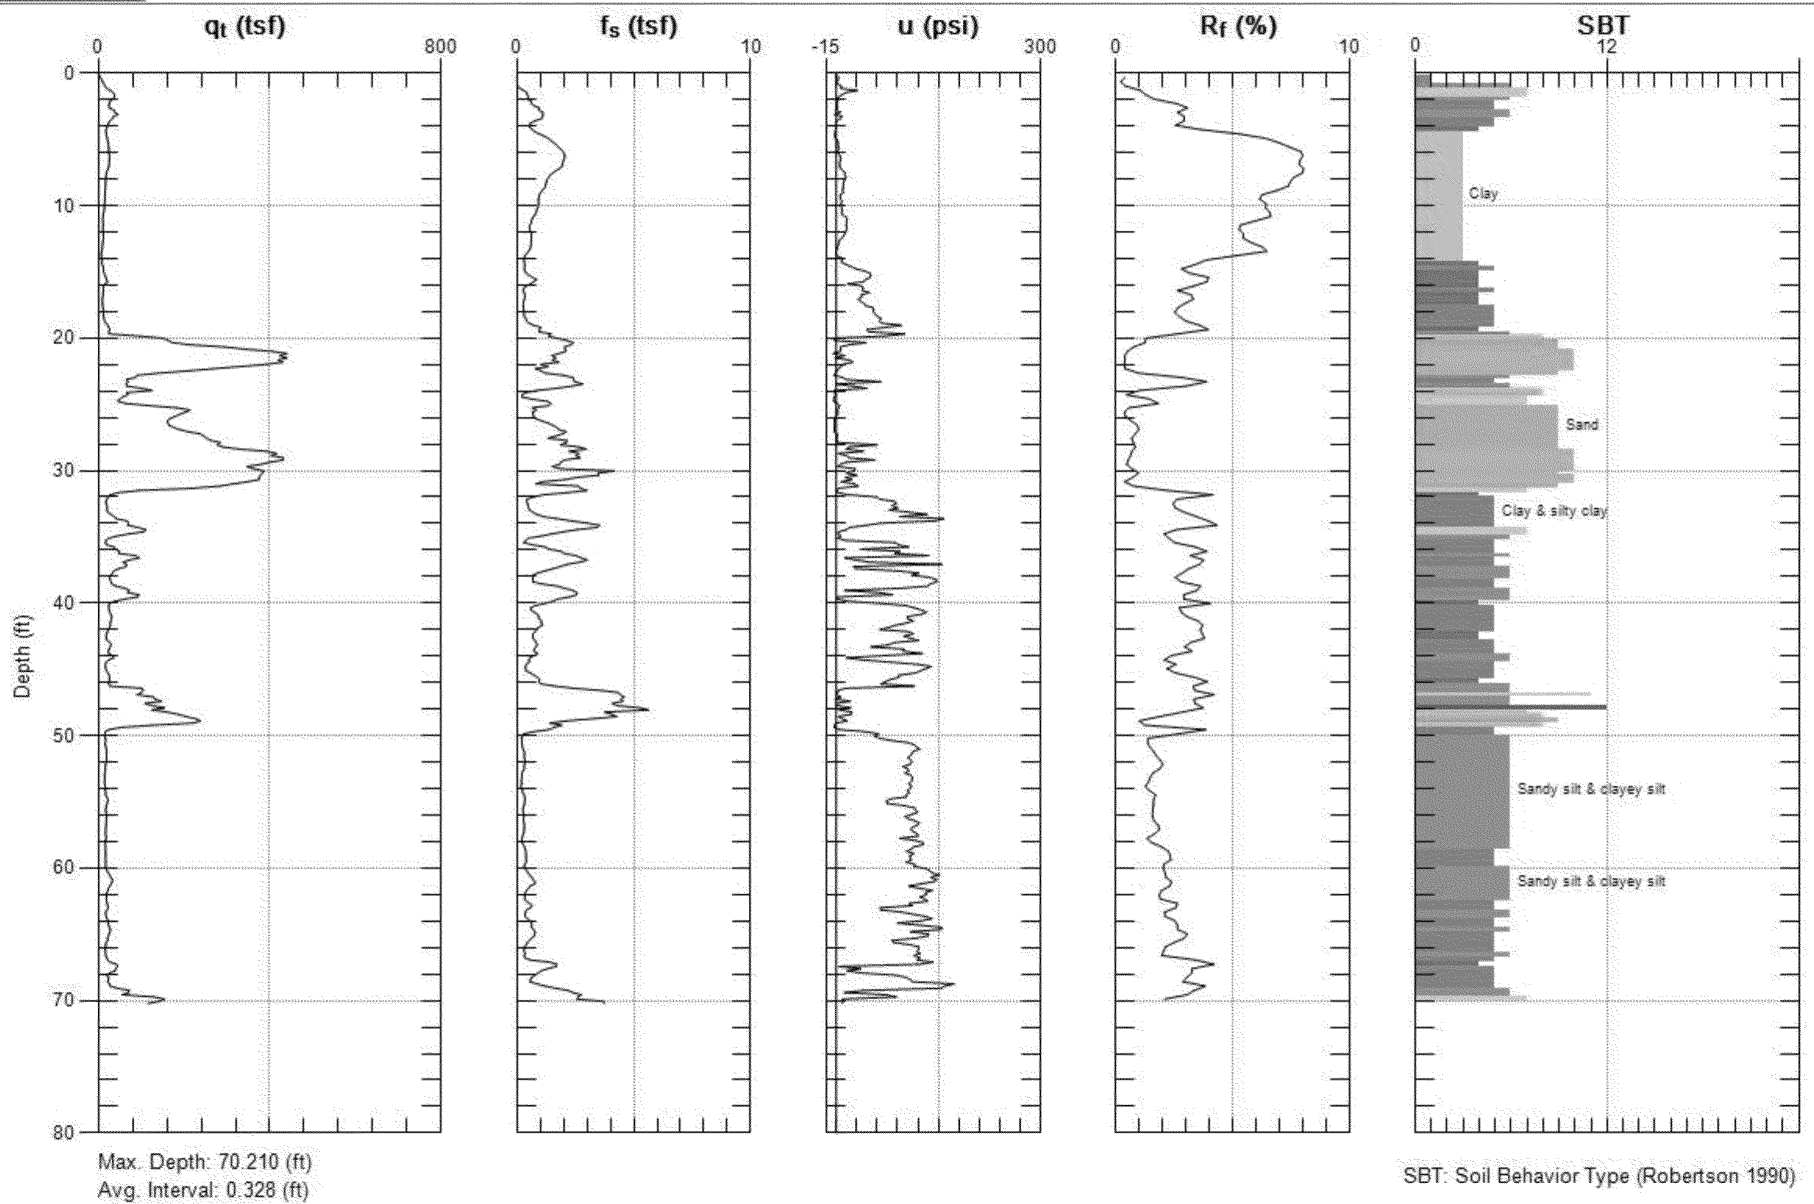 qt (tsf) fs (tsf) u (psi) Rf (%) SBT
0 800 0 10 -15 300 0 10 0 12
0
10
Clay
20
Sand
30
Clay & silty clay
40
Depth (ft)
50
Sandy silt & clayey silt
60
Sandy silt & clayey silt
70
80
Max. Depth: 70.210 (ft)
Avg. Interval: 0.328 (ft)
SBT: Soil Behavior Type (Robertson 1990)